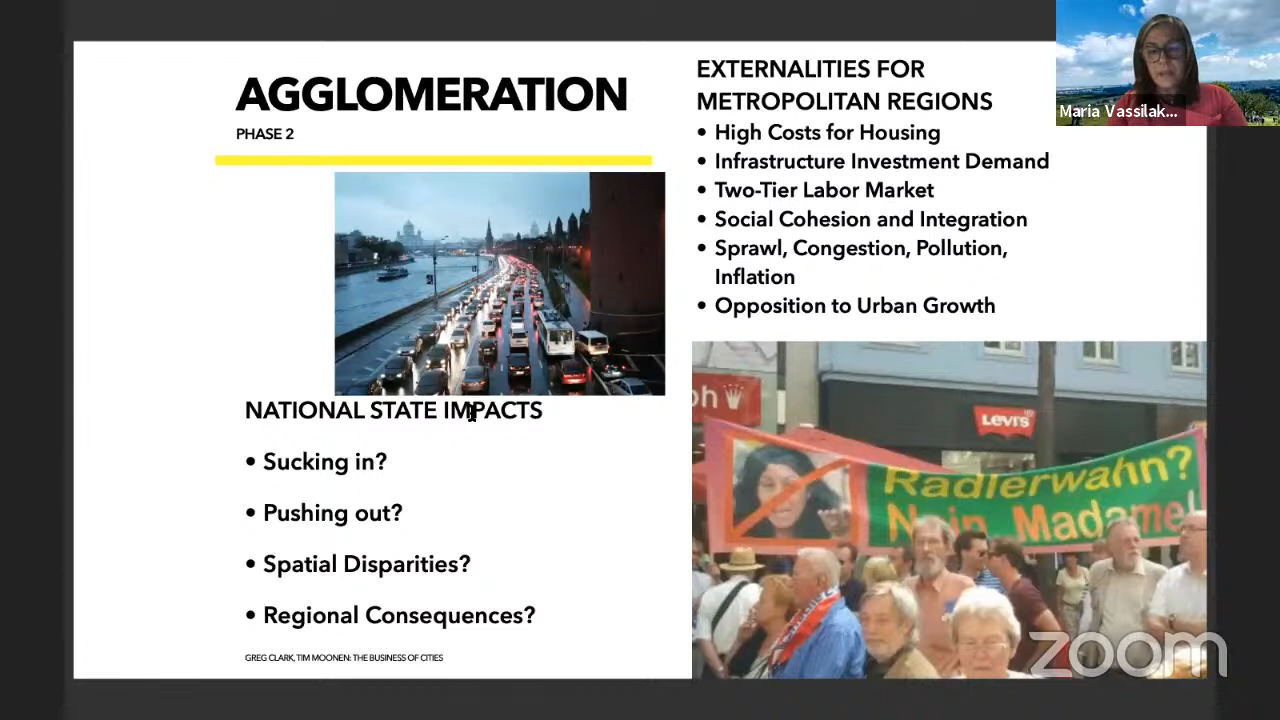 AGGLOMERATION
PHASE 2
NATIONAL STATE IMPACTS
• Sucking in?
• Pushing out?
• Spatial Disparities?
• Regional Consequences?
GREG CLARK, TIM MOONEN: THE BUSINESS OF CITIES
EXTERNALITIES FOR
METROPOLITAN REGIONS
• High Costs for Housing
• Infrastructure Investment Demand
• Two-Tier Labor Market
• Social Cohesion and Integration
• Sprawl, Congestion, Pollution,
Inflation
• Opposition to Urban Growth
ph
LEVI'S
Radlerwahn?
Nein, Madame!
Maria Vassilak...
zoom